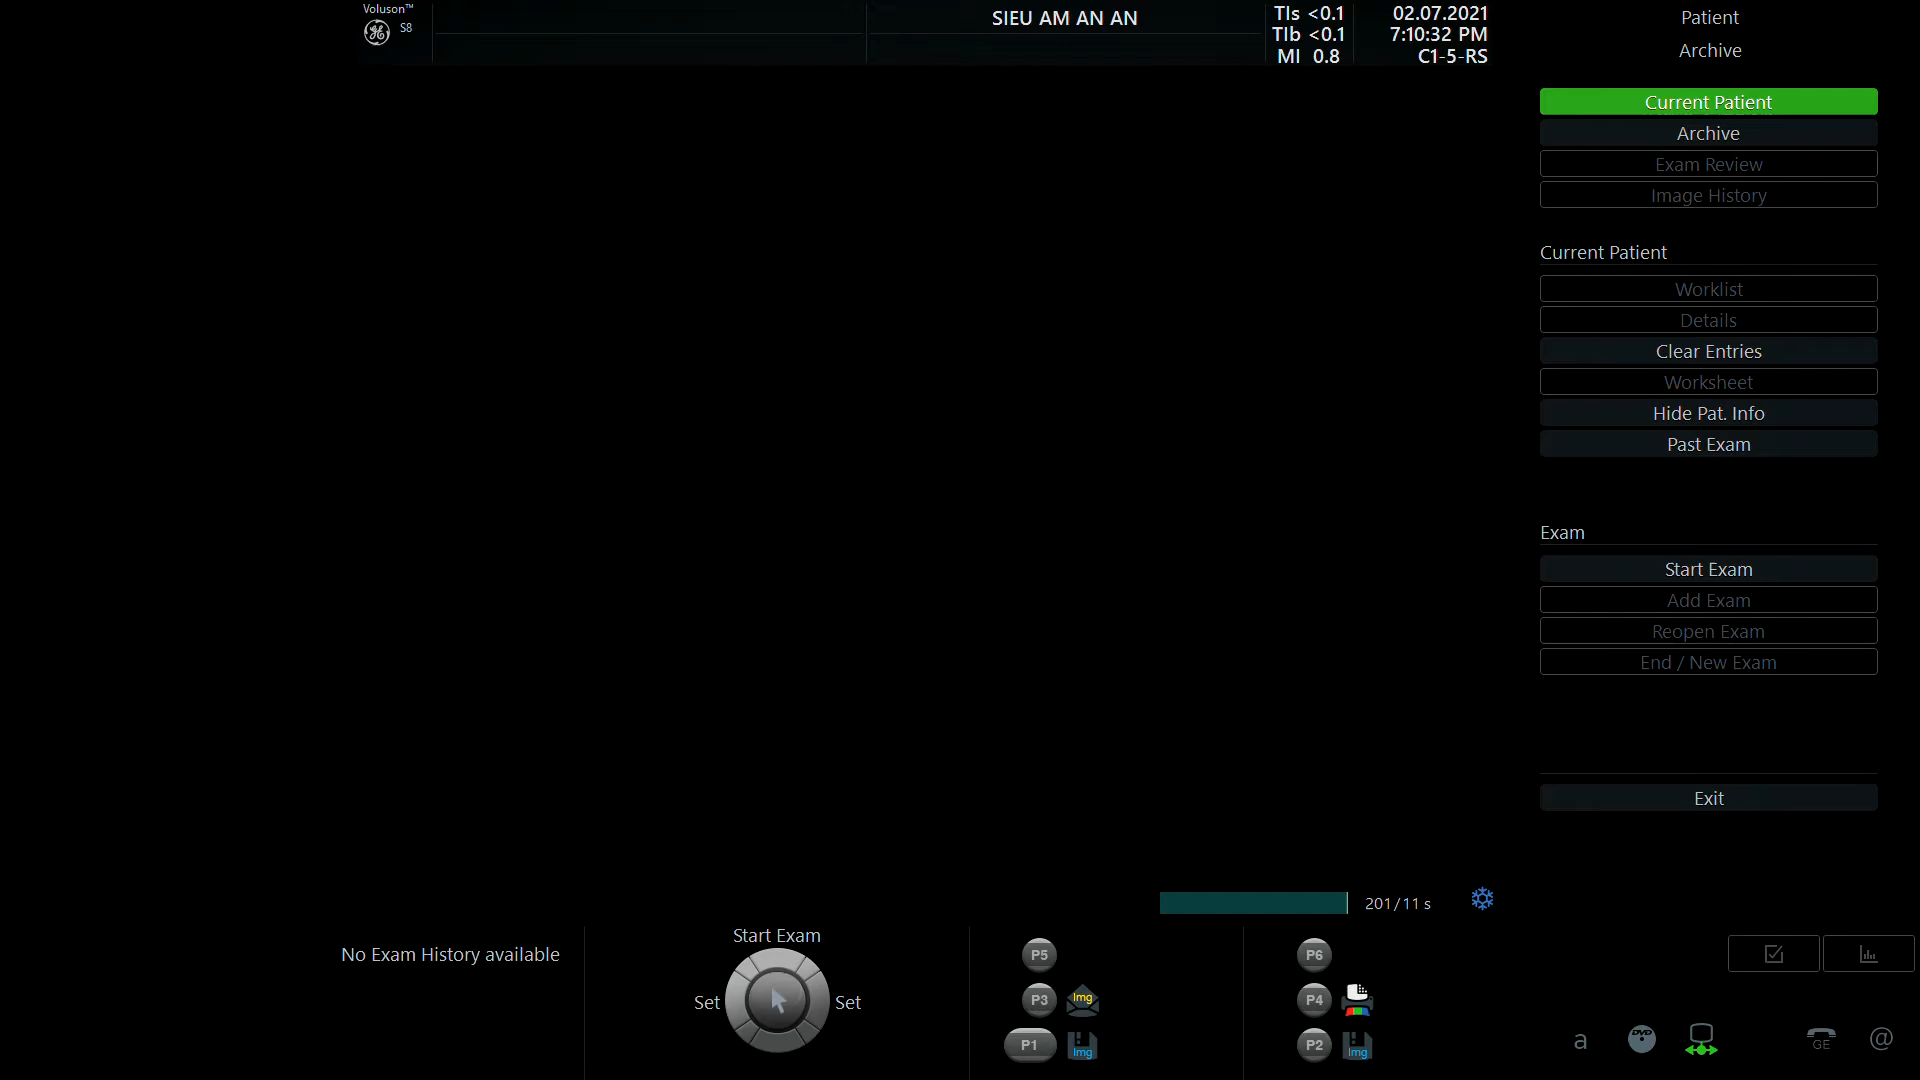 Voluson™
S8
SIEU AM AN AN
TIs <0.1
TIb <0.1
MI 0.8
02.07.2021
7:10:32 PM
C1-5-RS
Patient
Archive
Current Patient
Archive
Exam Review
Image History
Current Patient
Worklist
Details
Clear Entries
Worksheet
Hide Pat. Info
Past Exam
Exam
Start Exam
Add Exam
Reopen Exam
End / New Exam
Exit
201/11 s
No Exam History available
Start Exam
Set
Set
P5
P3
Img
P1
Img
P6
P4
P2
Img
a
DVD
GE
@